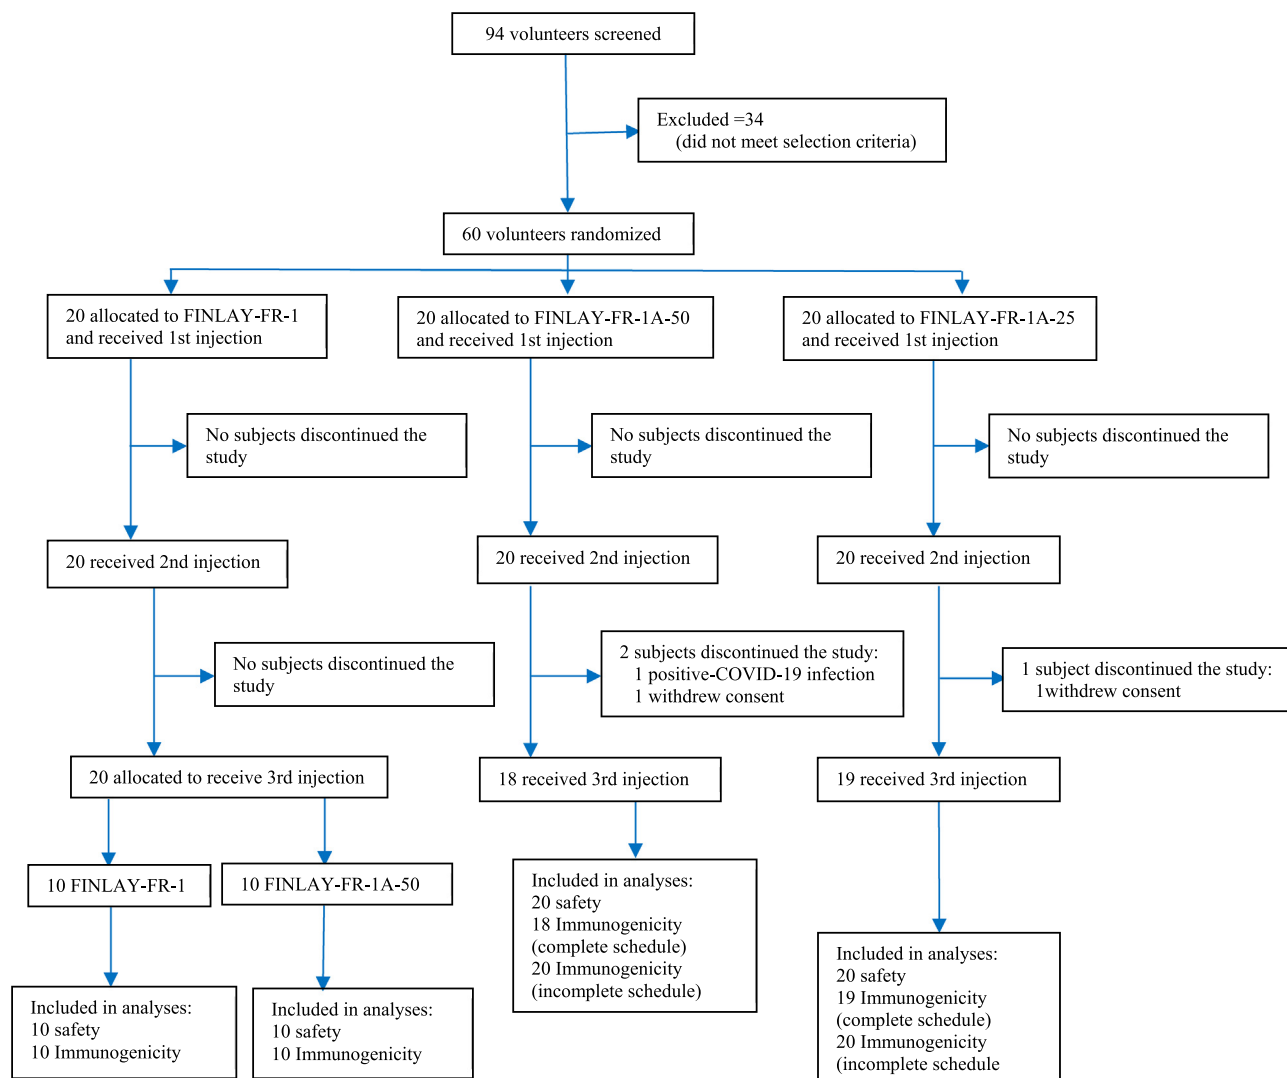 94 volunteers screened
Excluded =34
(did not meet selection criteria)
60 volunteers randomized
20 allocated to FINLAY-FR-1
and received 1st injection
20 allocated to FINLAY-FR-1A-50
and received 1st injection
20 allocated to FINLAY-FR-1A-25
and received 1st injection
No subjects discontinued the
study
No subjects discontinued the
study
No subjects discontinued the
study
20 received 2nd injection
20 received 2nd injection
20 received 2nd injection
No subjects discontinued the
study
2 subjects discontinued the study:
1 positive-COVID-19 infection
1 withdrew consent
1 subject discontinued the study:
1withdrew consent
20 allocated to receive 3rd injection
18 received 3rd injection
19 received 3rd injection
10 FINLAY-FR-1
10 FINLAY-FR-1A-50
Included in analyses:
20 safety
18 Immunogenicity
(complete schedule)
20 Immunogenicity
(incomplete schedule)
Included in analyses:
20 safety
19 Immunogenicity
(complete schedule)
20 Immunogenicity
(incomplete schedule
Included in analyses:
10 safety
10 Immunogenicity
Included in analyses:
10 safety
10 Immunogenicity